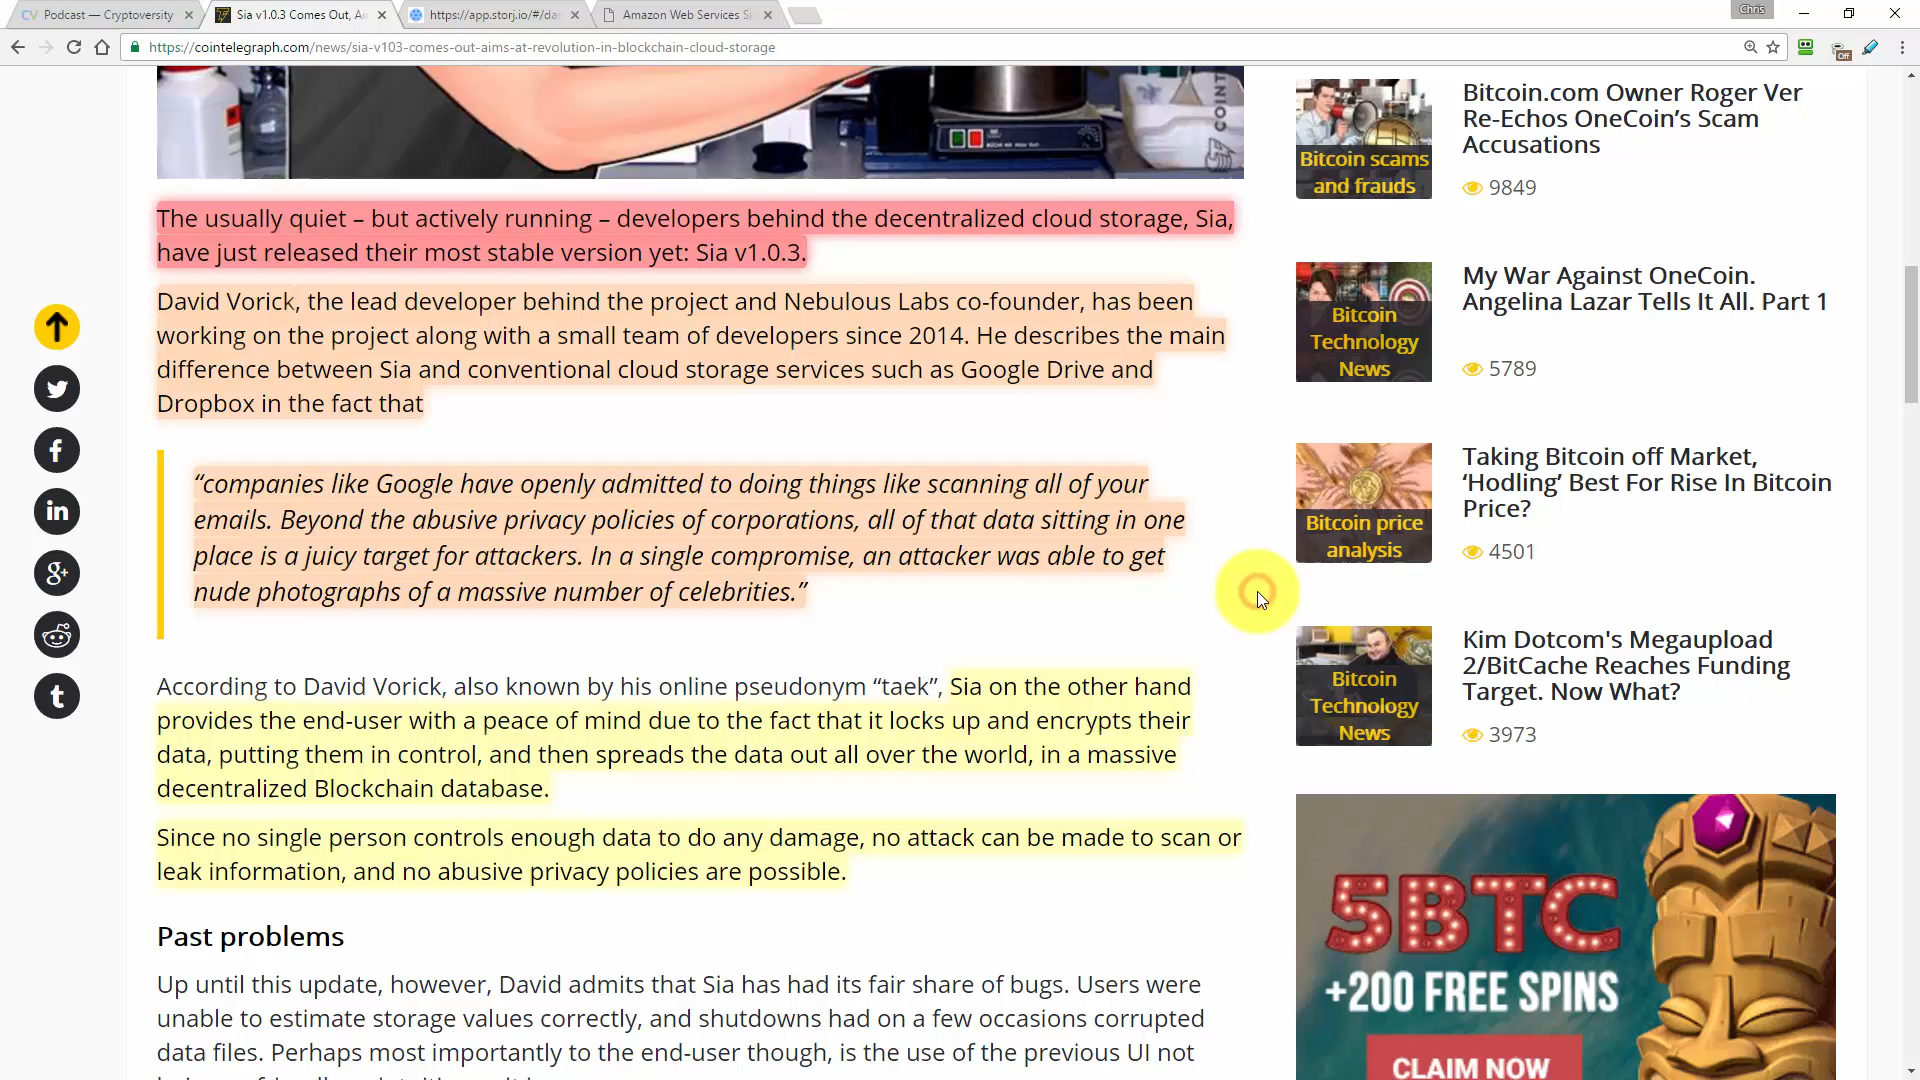 CV Podcast — Cryptoversity
Sia v1.0.3 Comes Out, Ai
https://app.storj.io/#/da
Amazon Web Services Si
Chris
https://cointelegraph.com/news/sia-v103-comes-out-aims-at-revolution-in-blockchain-cloud-storage
Off
COINT
The usually quiet – but actively running – developers behind the decentralized cloud storage, Sia,
have just released their most stable version yet: Sia v1.0.3.
David Vorick, the lead developer behind the project and Nebulous Labs co-founder, has been
working on the project along with a small team of developers since 2014. He describes the main
difference between Sia and conventional cloud storage services such as Google Drive and
Dropbox in the fact that
“companies like Google have openly admitted to doing things like scanning all of your
emails. Beyond the abusive privacy policies of corporations, all of that data sitting in one
place is a juicy target for attackers. In a single compromise, an attacker was able to get
nude photographs of a massive number of celebrities.”
According to David Vorick, also known by his online pseudonym “taek”, Sia on the other hand
provides the end-user with a peace of mind due to the fact that it locks up and encrypts their
data, putting them in control, and then spreads the data out all over the world, in a massive
decentralized Blockchain database.
Since no single person controls enough data to do any damage, no attack can be made to scan or
leak information, and no abusive privacy policies are possible.
Past problems
Up until this update, however, David admits that Sia has had its fair share of bugs. Users were
unable to estimate storage values correctly, and shutdowns had on a few occasions corrupted
data files. Perhaps most importantly to the end-user though, is the use of the previous UI not
Bitcoin scams
and frauds
Bitcoin.com Owner Roger Ver
Re-Echos OneCoin’s Scam
Accusations
9849
Bitcoin
Technology
News
My War Against OneCoin.
Angelina Lazar Tells It All. Part 1
5789
Bitcoin price
analysis
Taking Bitcoin off Market,
‘Hodling’ Best For Rise In Bitcoin
Price?
4501
Bitcoin
Technology
News
Kim Dotcom's Megaupload
2/BitCache Reaches Funding
Target. Now What?
3973
5BTC
+200 FREE SPINS
CLAIM NOW